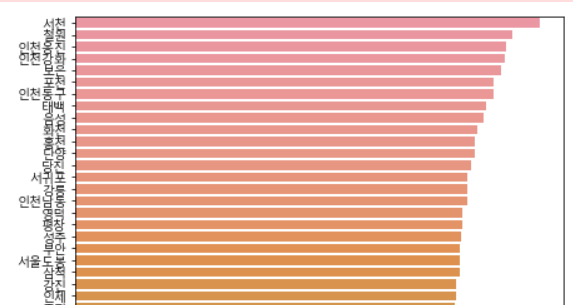 서천
철원
인천옹진
인천강화
보은
포천
인천동구
태백
음성
화천
홍천
단양
당진
서귀포
강릉
인천남동
영덕
평창
성주
부안
서울도봉
삼척
강진
인제